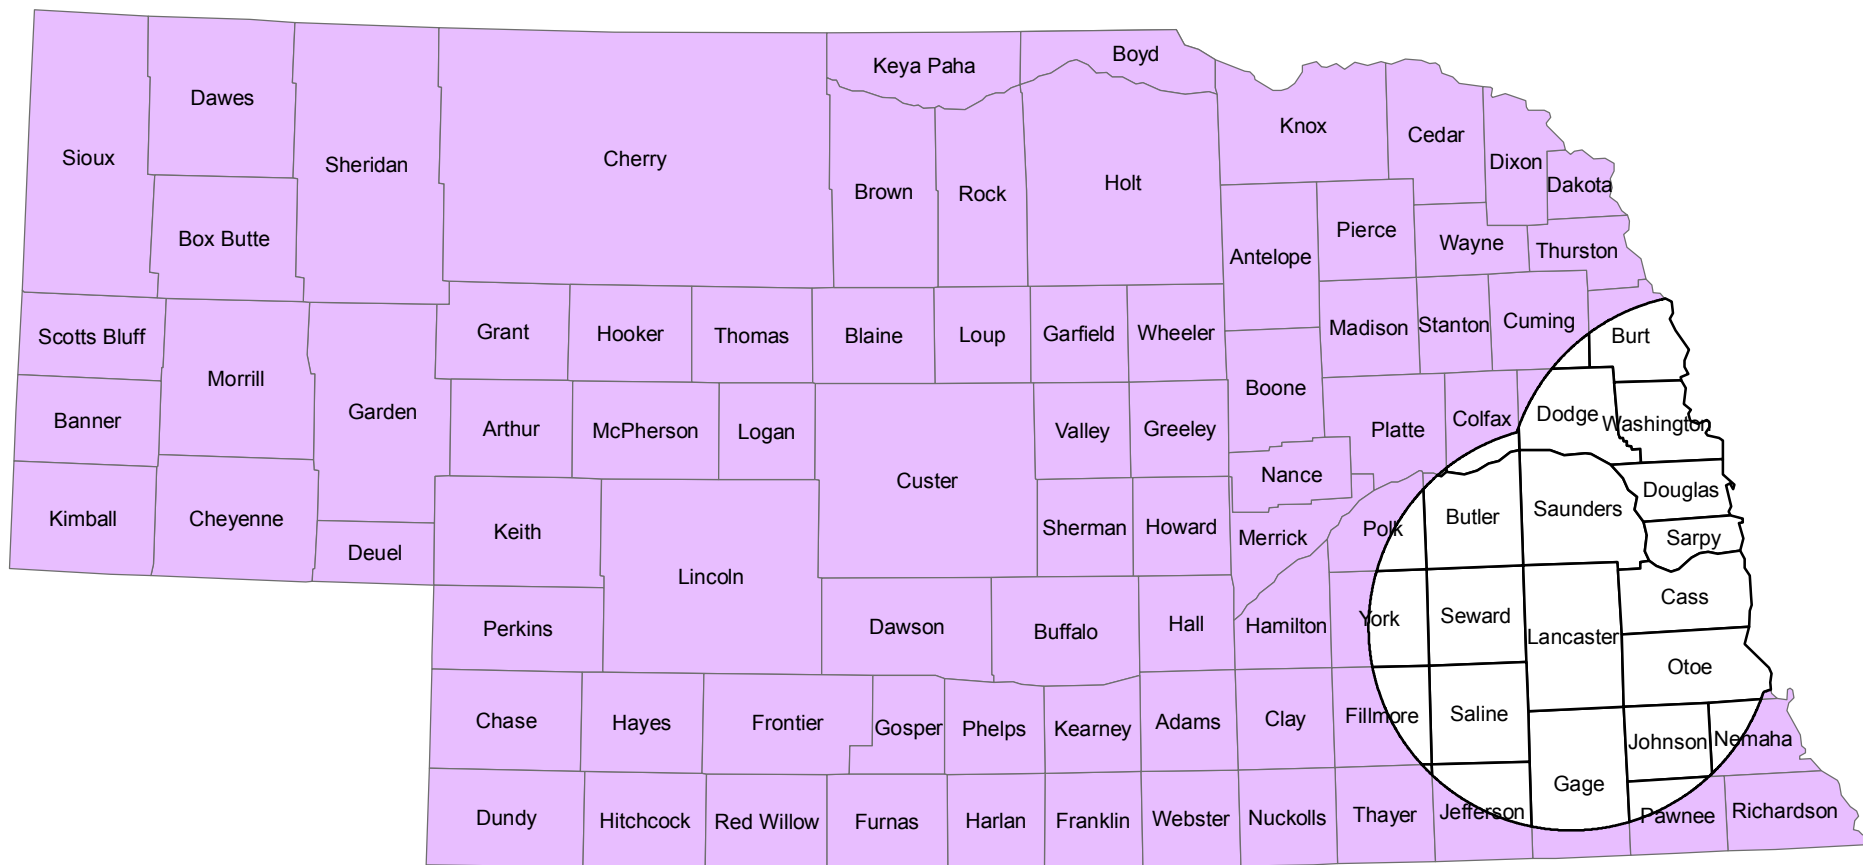 Boyd
Keya Paha
Dawes
Knox
Cedar
Sioux
Sheridan
Cherry
Dixon
Brown
Rock
Holt
Dakota
Box Butte
Pierce
Wayne
Antelope
Thurston
Scotts Bluff
Grant
Hooker
Thomas
Blaine
Loup
Garfield
Wheeler
Madison
Stanton
Cuming
Burt
Morrill
Boone
Banner
Garden
Arthur
McPherson
Logan
Valley
Greeley
Platte
Colfax
Dodge
Washington
Custer
Nance
Kimball
Cheyenne
Keith
Sherman
Howard
Merrick
Polk
Butler
Saunders
Douglas
Sarpy
Deuel
Lincoln
Cass
Perkins
Dawson
Buffalo
Hall
Hamilton
York
Seward
Lancaster
Otoe
Chase
Hayes
Frontier
Gosper
Phelps
Kearney
Adams
Clay
Fillmore
Saline
Johnson
Nemaha
Gage
Dundy
Hitchcock
Red Willow
Furnas
Harlan
Franklin
Webster
Nuckolls
Thayer
Jefferson
Pawnee
Richardson